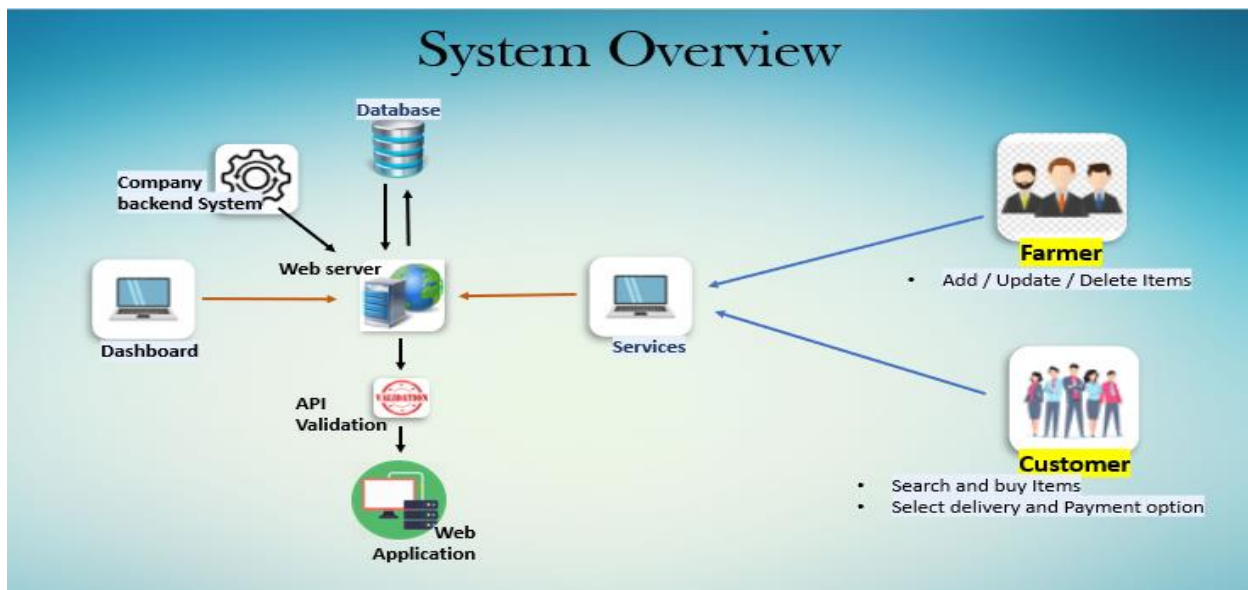 System Overview
Database
Company
backend System
Web server
Dashboard
Services
API
Validation
VALIDATION
Web
Application
Farmer
• Add / Update / Delete Items
Customer
• Search and buy Items
• Select delivery and Payment option